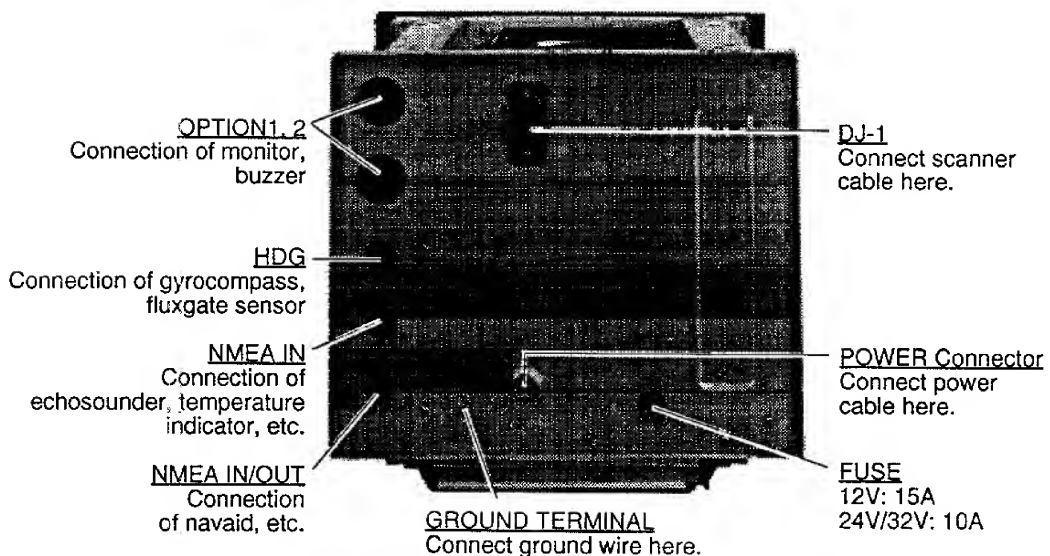 OPTION1, 2
Connection of monitor,
buzzer
HDG
Connection of gyrocompass,
fluxgate sensor
NMEA IN
Connection of
echosounder, temperature
indicator, etc.
NMEA IN/OUT
Connection
of navaid, etc.
GROUND TERMINAL
Connect ground wire here.
DJ-1
Connect scanner
cable here.
POWER Connector
Connect power
cable here.
FUSE
12V: 15A
24V/32V: 10A